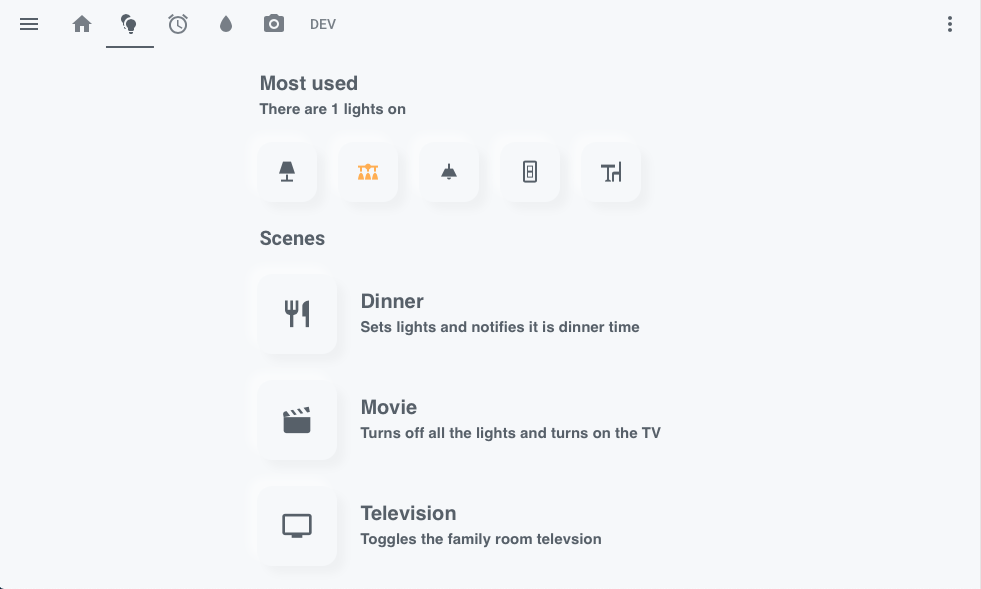 DEV
Most used
There are 1 lights on
Scenes
Dinner
Sets lights and notifies it is dinner time
Movie
Turns off all the lights and turns on the TV
Television
Toggles the family room televsion